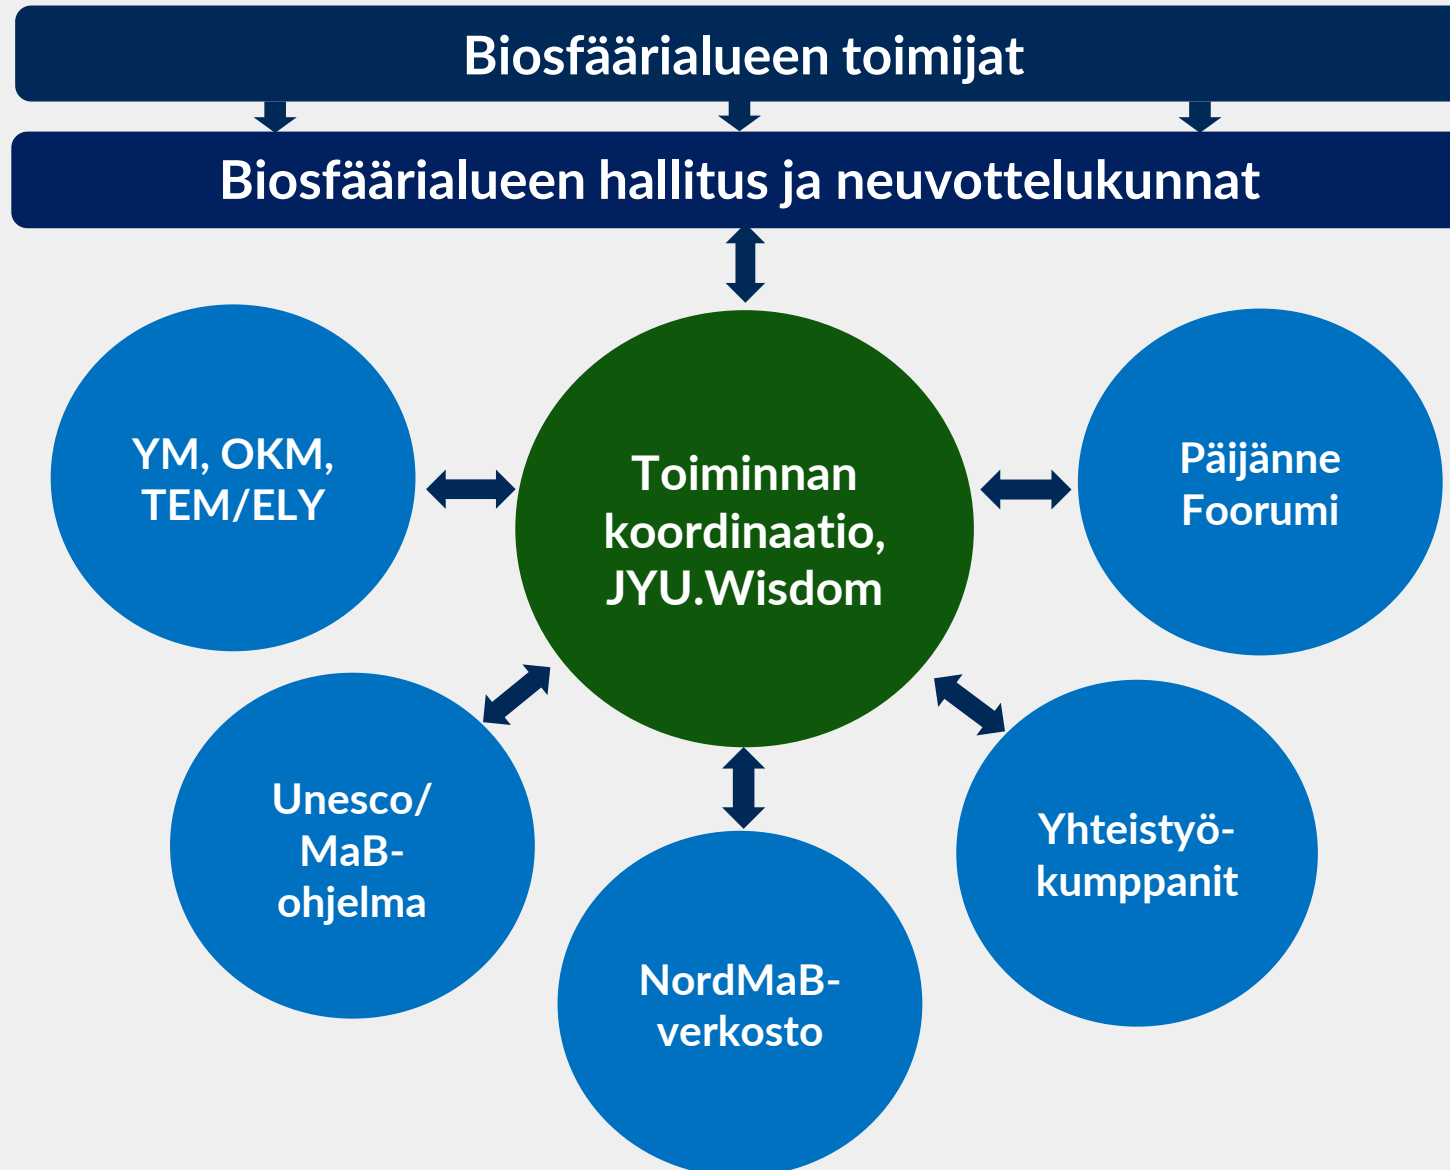 Biosfäärialueen toimijat
Biosfäärialueen hallitus ja neuvottelukunnat
YM, OKM,
TEM/ELY
Toiminnan
koordinaatio,
JYU.Wisdom
Päijänne
Foorumi
Unesco/
MaB-
ohjelma
NordMaB-
verkosto
Yhteistyö-
kumppanit